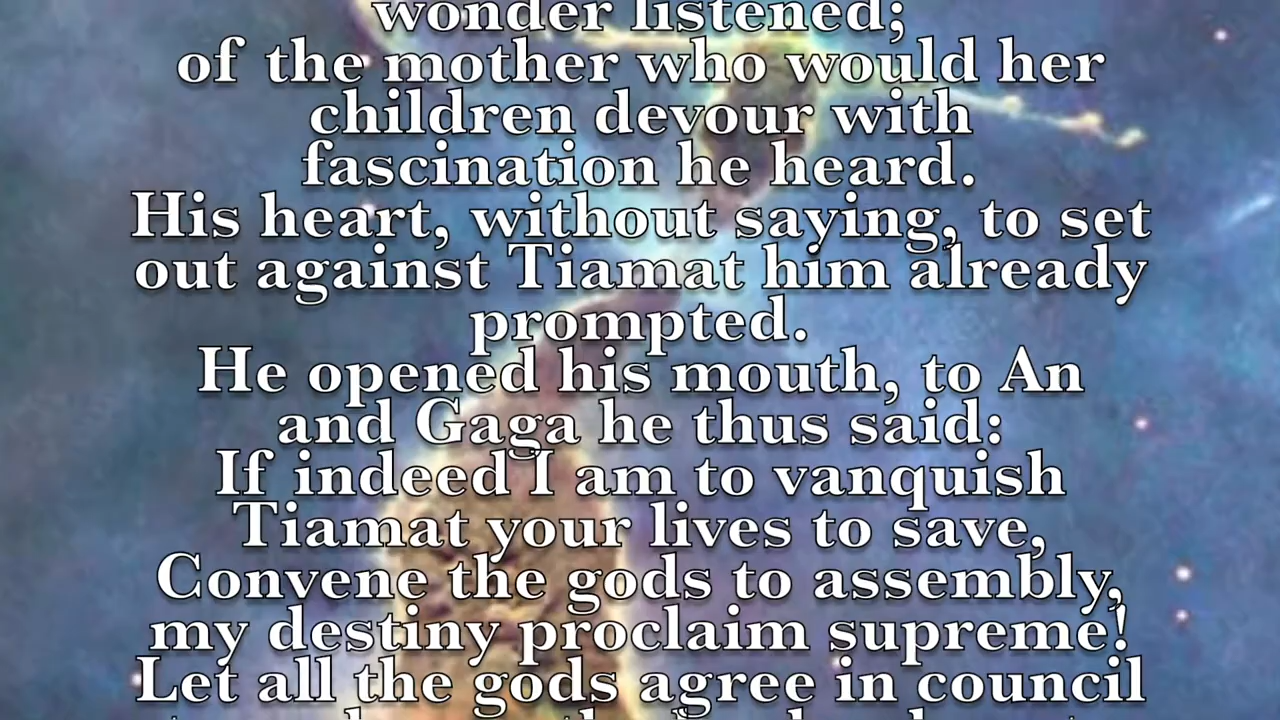 wonder listened;
of the mother who would her
children devour with
fascination he heard.
His heart, without saying, to set
out against Tiamat him already
prompted.
He opened his mouth, to An
and Gaga he thus said:
If indeed I am to vanquish
Tiamat your lives to save,
Convene the gods to assembly,
my destiny proclaim supreme!
Let all the gods agree in council